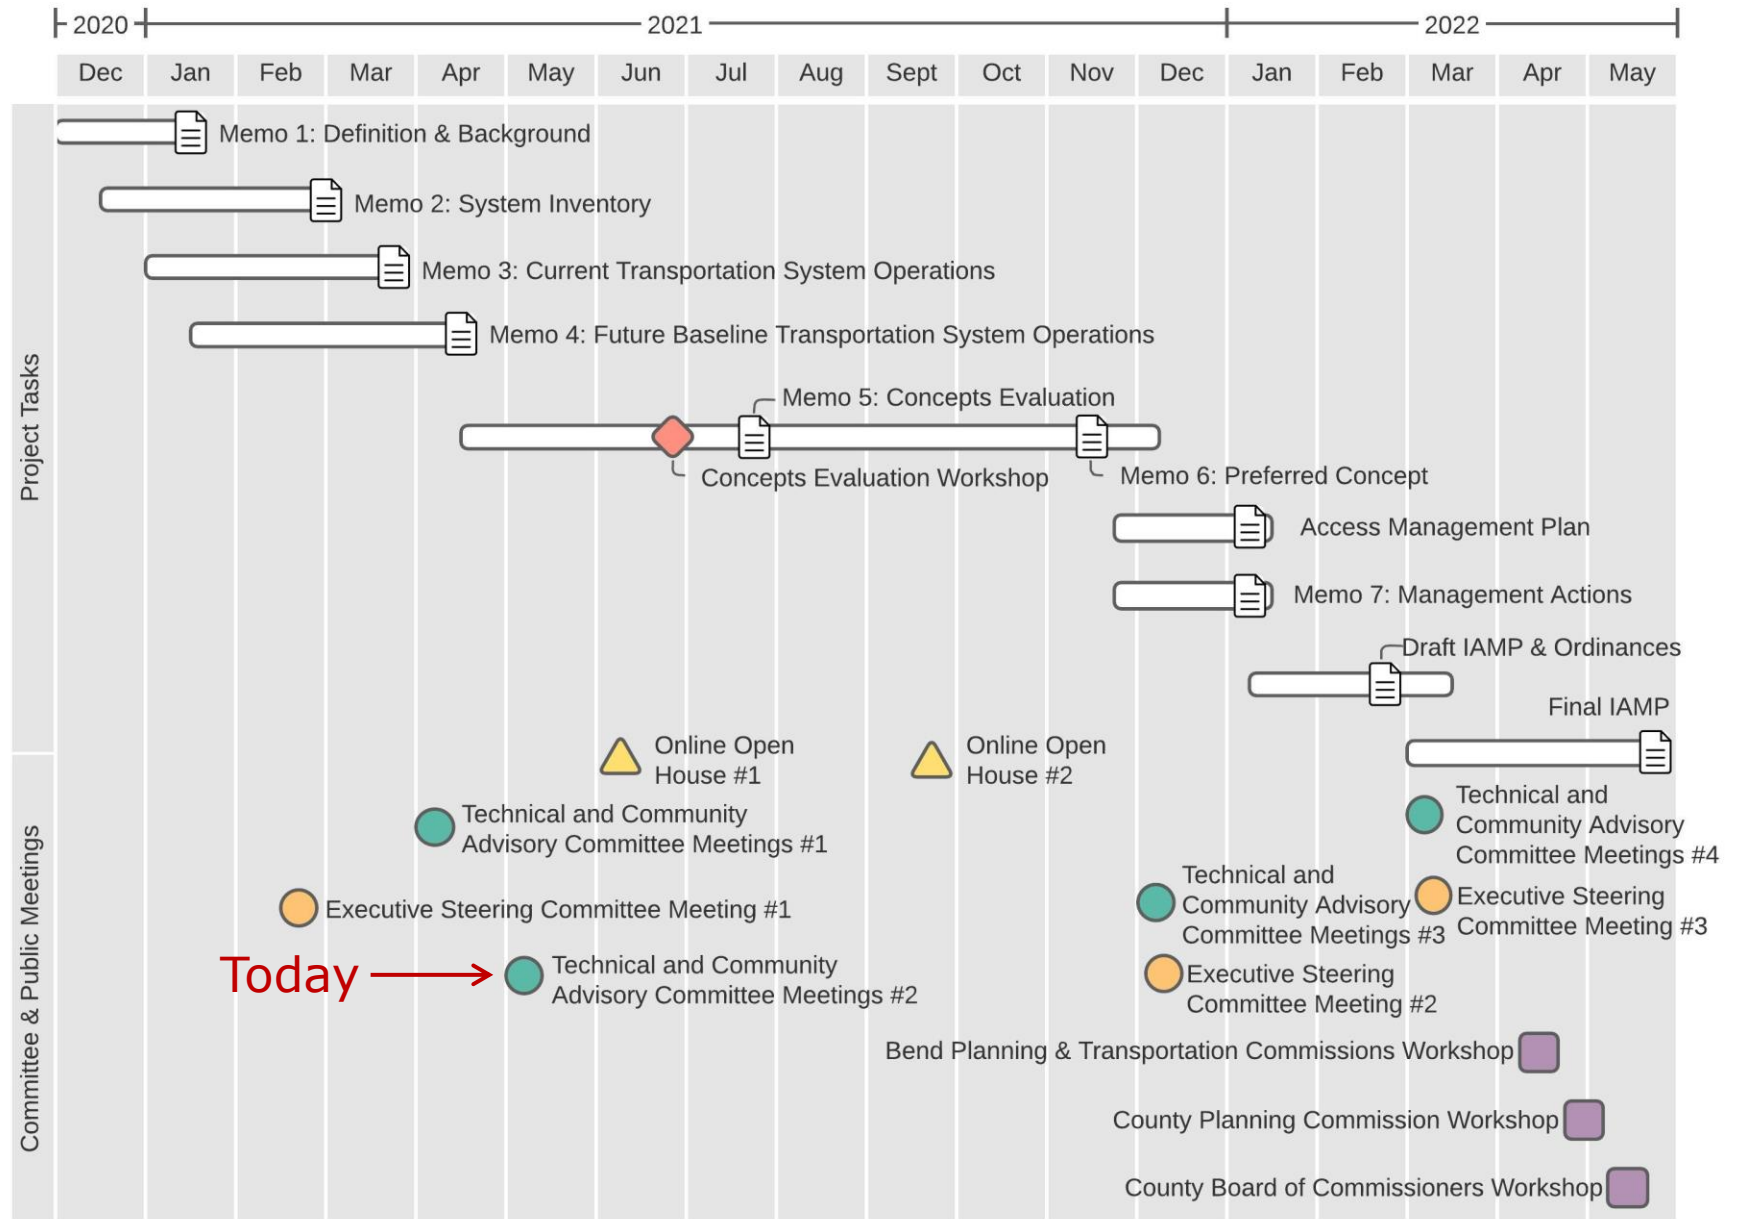 2020
2021
2022
Dec Jan Feb Mar Apr May Jun Jul Aug Sept Oct Nov Dec Jan Feb Mar Apr May
Project Tasks
Memo 1: Definition & Background
Memo 2: System Inventory
Memo 3: Current Transportation System Operations
Memo 4: Future Baseline Transportation System Operations
Memo 5: Concepts Evaluation
Concepts Evaluation Workshop
Memo 6: Preferred Concept
Access Management Plan
Memo 7: Management Actions
Draft IAMP & Ordinances
Final IAMP
Committee & Public Meetings
Online Open
House #1
Online Open
House #2
Technical and Community
Advisory Committee Meetings #1
Technical and
Community Advisory
Committee Meetings #4
Executive Steering Committee Meeting #1
Technical and
Community Advisory
Committee Meetings #3
Executive Steering
Committee Meeting #3
Today
Technical and Community
Advisory Committee Meetings #2
Executive Steering
Committee Meeting #2
Bend Planning & Transportation Commissions Workshop
County Planning Commission Workshop
County Board of Commissioners Workshop